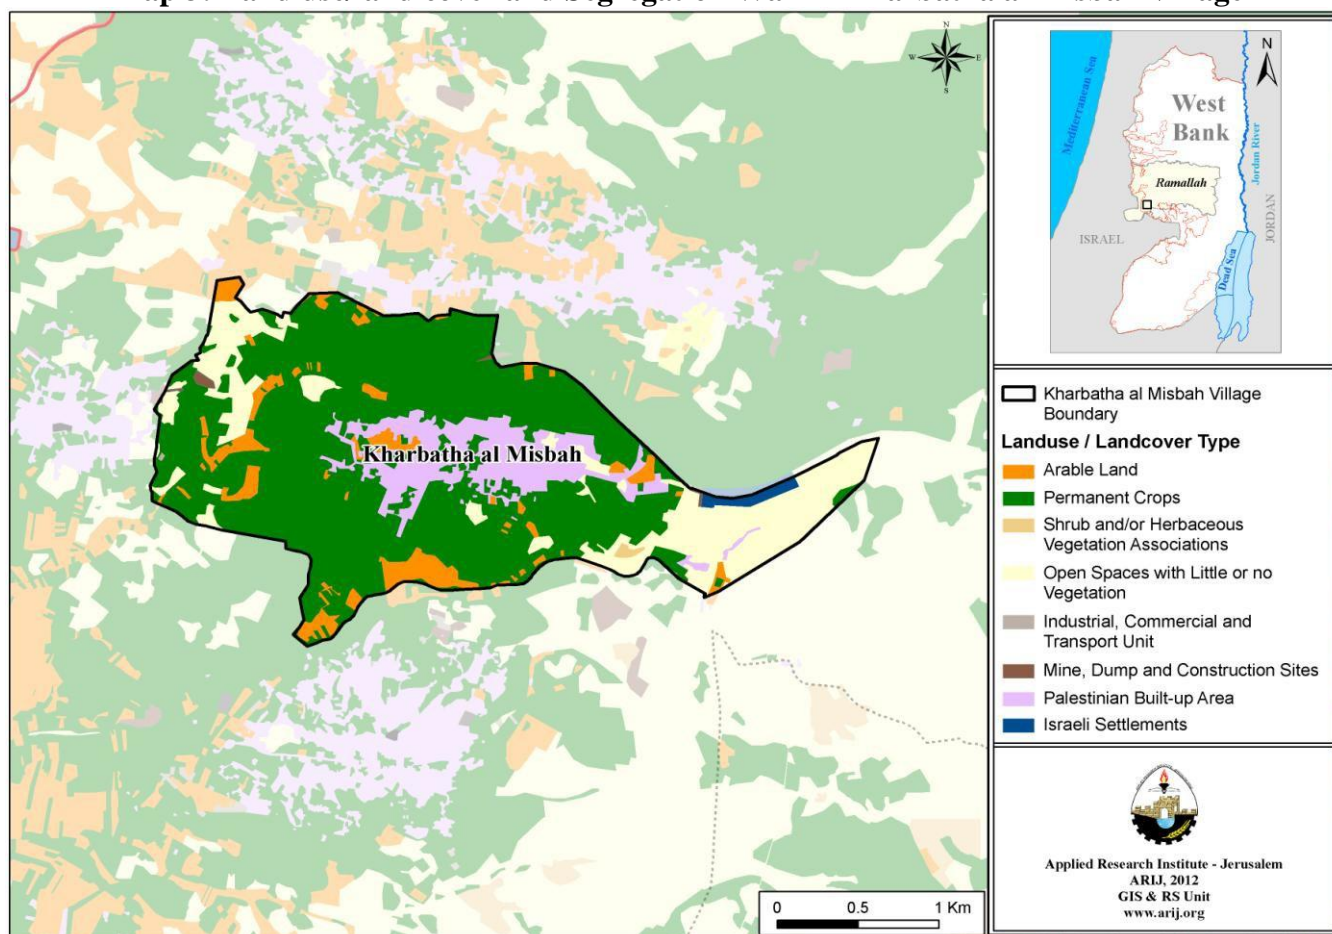 N
W E
S
Kharbatha al Misbah
0 0.5 1 Km
N
Mediterranean Sea
West
Bank
Jordan River
Ramallah
ISRAEL
JORDAN
Dead Sea
Kharbatha al Misbah Village
Boundary
Landuse / Landcover Type
Arable Land
Permanent Crops
Shrub and/or Herbaceous
Vegetation Associations
Open Spaces with Little or no
Vegetation
Industrial, Commercial and
Transport Unit
Mine, Dump and Construction Sites
Palestinian Built-up Area
Israeli Settlements
Applied Research Institute - Jerusalem
ARIJ, 2012
GIS & RS Unit
www.arij.org